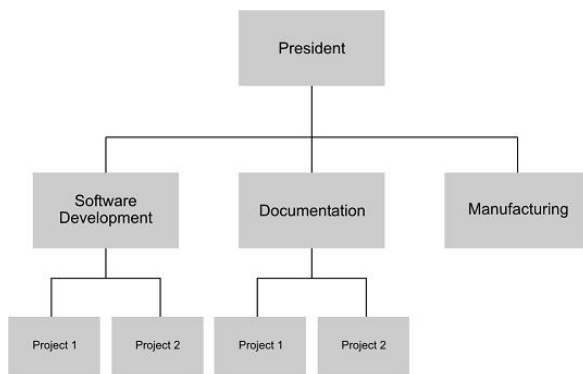 President
Software
Development
Documentation
Manufacturing
Project 1
Project 2
Project 1
Project 2